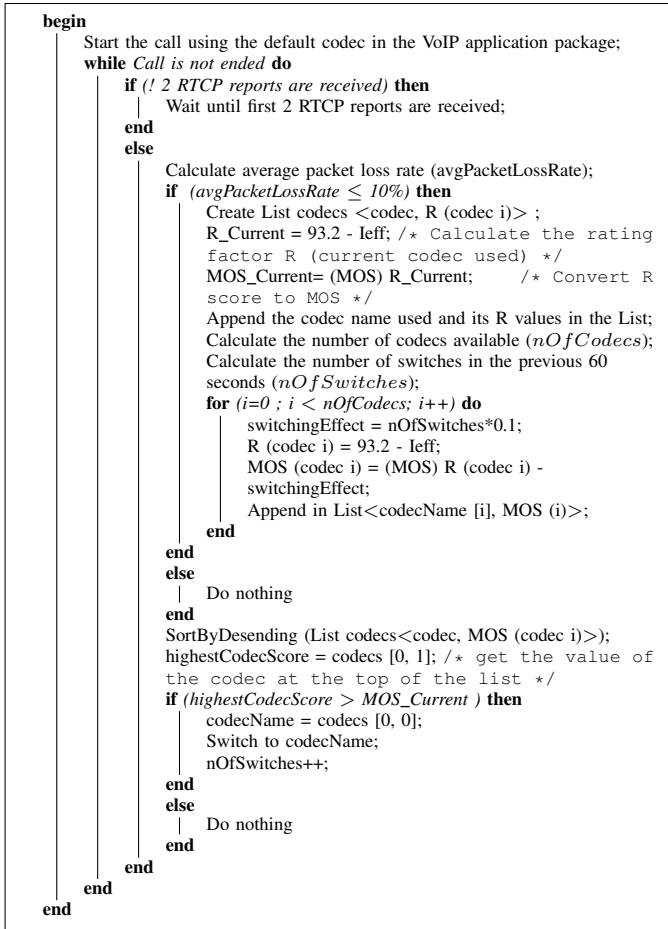 begin
Start the call using the default codec in the VoIP application package;
while Call is not ended do
if (! 2 RTCP reports are received) then
Wait until first 2 RTCP reports are received;
end
else
Calculate average packet loss rate (avgPacketLossRate);
if (avgPacketLossRate ≤ 10%) then
Create List codecs <codec, R (codec i)> ;
R_Current = 93.2 - Ieff; /* Calculate the rating
factor R (current codec used) */
MOS_Current= (MOS) R_Current; /* Convert R
score to MOS */
Append the codec name used and its R values in the List;
Calculate the number of codecs available (nOfCodecs);
Calculate the number of switches in the previous 60
seconds (nOfSwitches);
for (i=0 ; i < nOfCodecs; i++) do
switchingEffect = nOfSwitches*0.1;
R (codec i) = 93.2 - Ieff;
MOS (codec i) = (MOS) R (codec i) -
switchingEffect;
Append in List<codecName [i], MOS (i)>;
end
end
else
Do nothing
end
SortByDesending (List codecs<codec, MOS (codec i)>);
highestCodecScore = codecs [0, 1]; /* get the value of
the codec at the top of the list */
if (highestCodecScore > MOS_Current ) then
codecName = codecs [0, 0];
Switch to codecName;
nOfSwitches++;
end
else
Do nothing
end
end
end
end